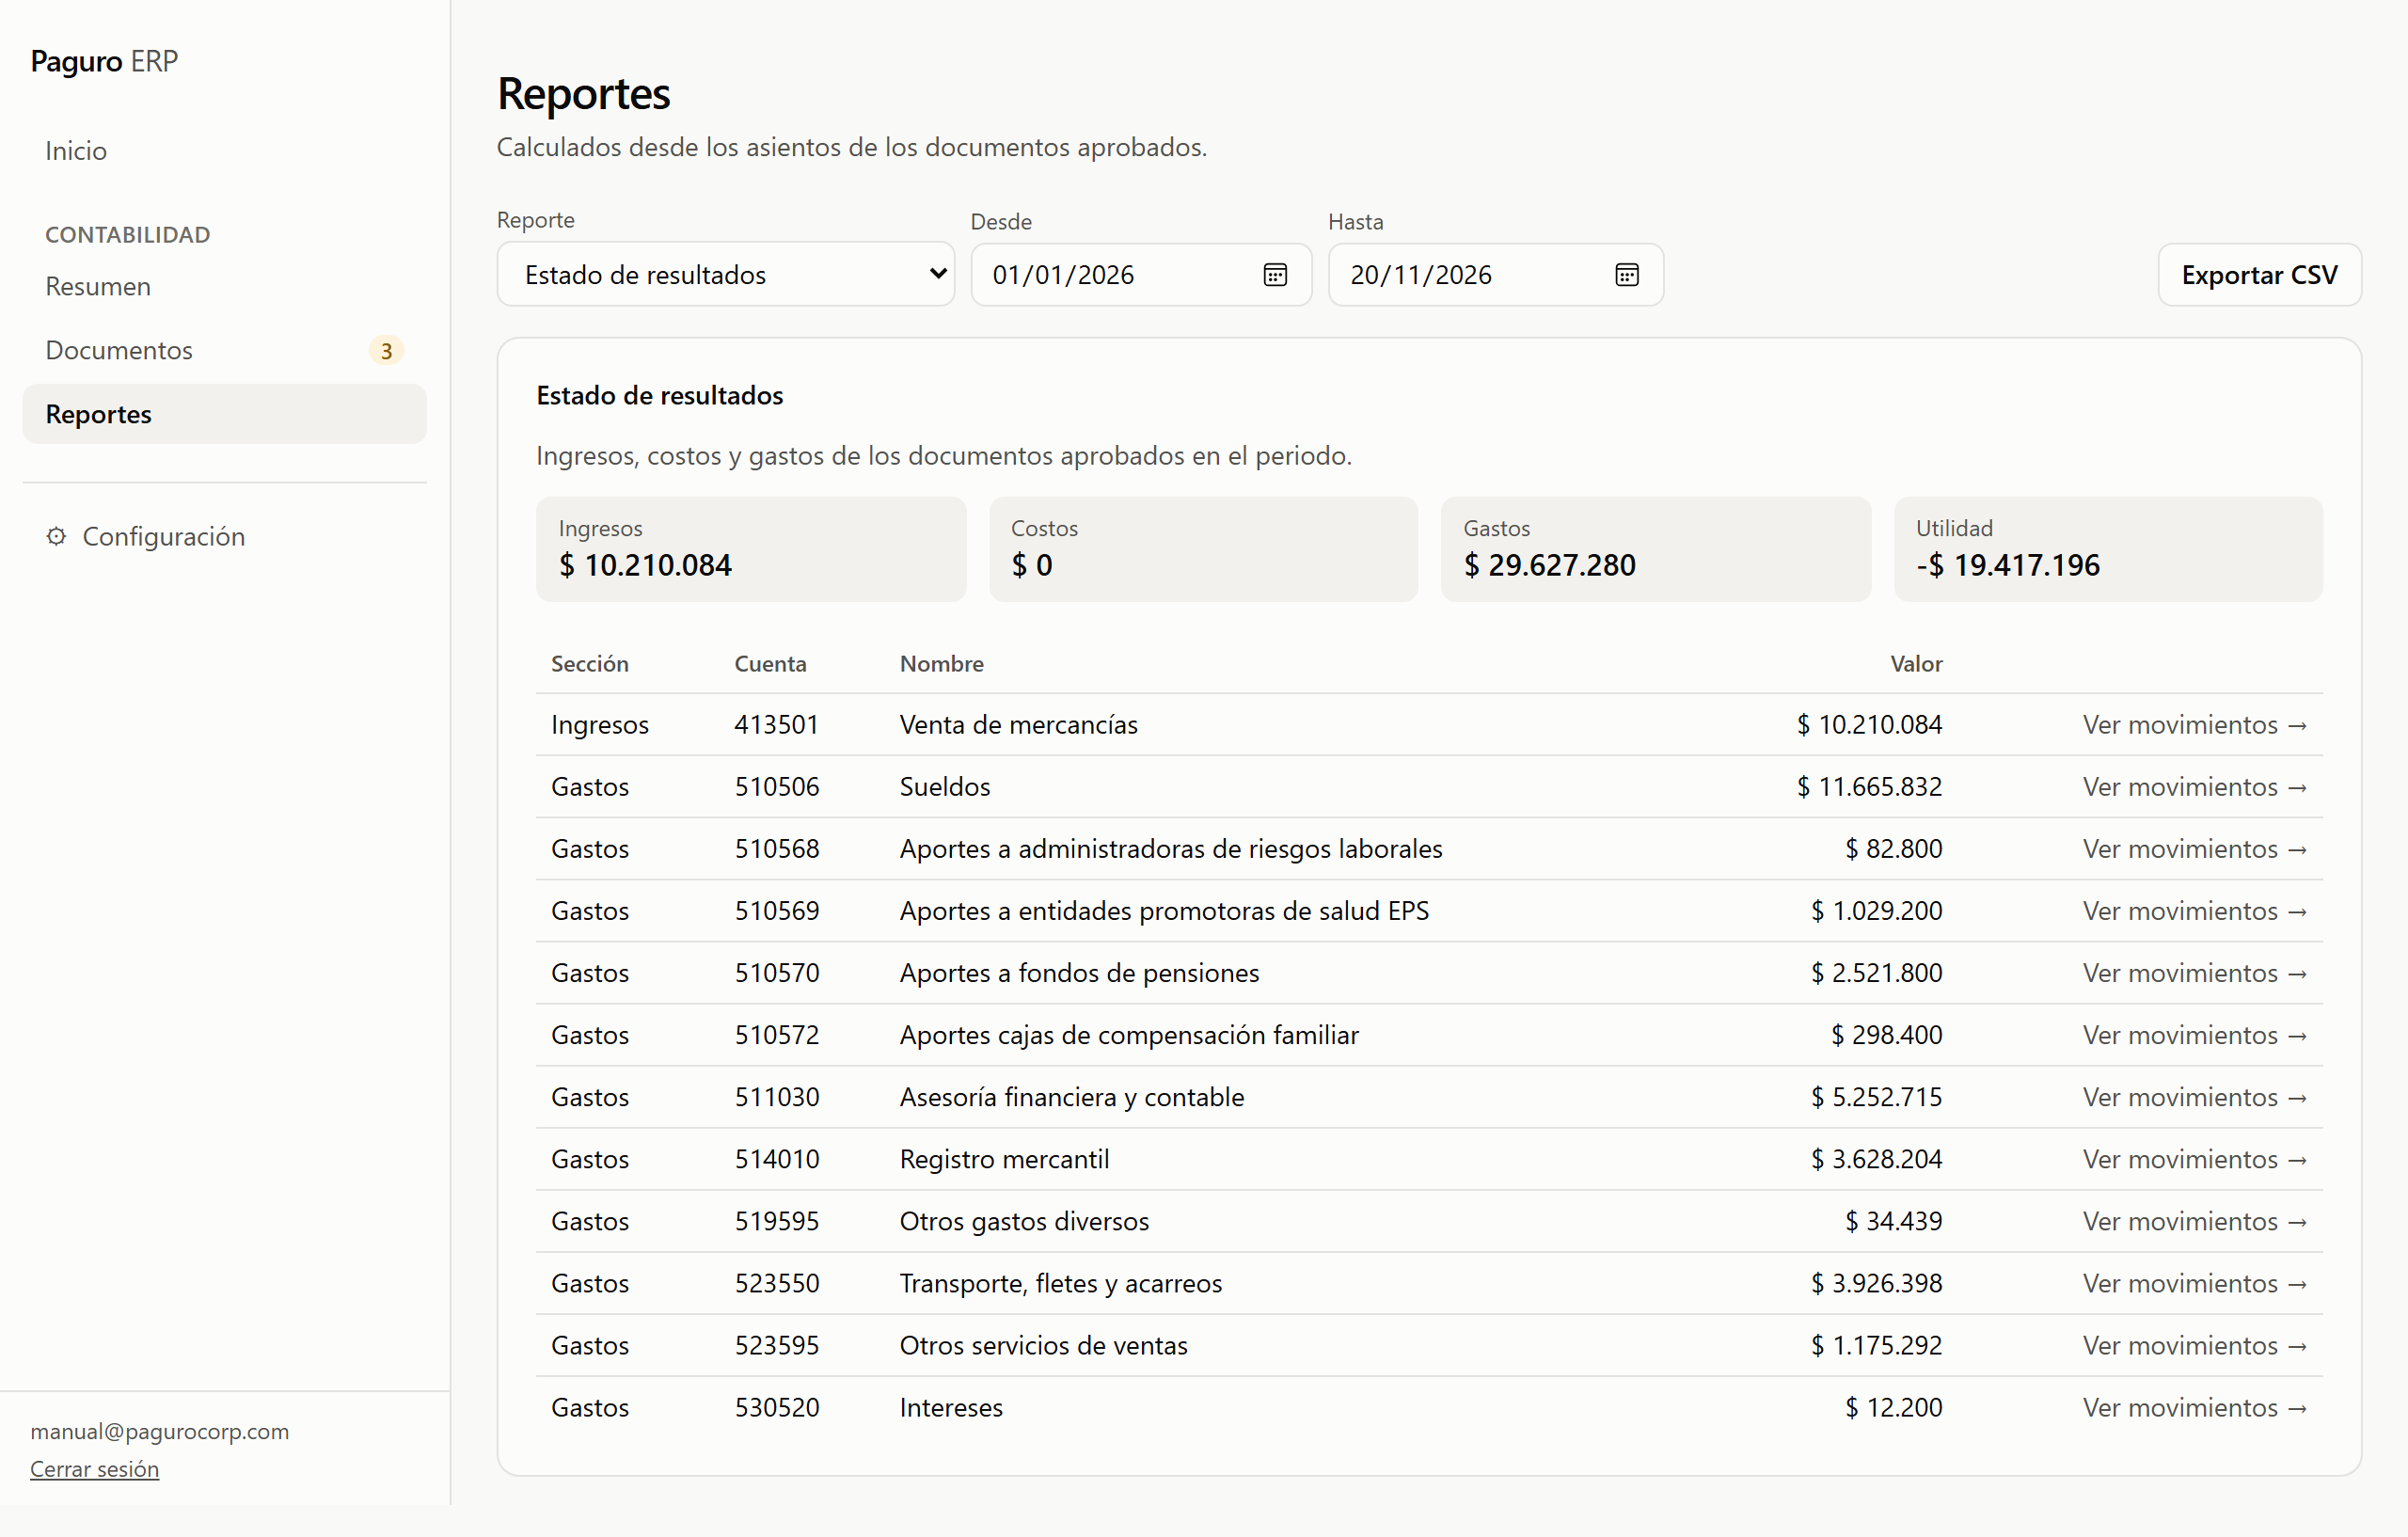 Paguro ERP
Inicio
CONTABILIDAD
Resumen
Documentos 3
Reportes
Configuración
manual@pagurocorp.com
Cerrar sesión
Reportes
Calculados desde los asientos de los documentos aprobados.
Reporte Desde Hasta
Estado de resultados 01/01/2026 20/11/2026 Exportar CSV
Estado de resultados
Ingresos, costos y gastos de los documentos aprobados en el periodo.
Ingresos Costos Gastos Utilidad
$ 10.210.084 $ 0 $ 29.627.280 -$ 19.417.196
Sección Cuenta Nombre Valor
Ingresos 413501 Venta de mercancías $ 10.210.084 Ver movimientos →
Gastos 510506 Sueldos $ 11.665.832 Ver movimientos →
Gastos 510568 Aportes a administradoras de riesgos laborales $ 82.800 Ver movimientos →
Gastos 510569 Aportes a entidades promotoras de salud EPS $ 1.029.200 Ver movimientos →
Gastos 510570 Aportes a fondos de pensiones $ 2.521.800 Ver movimientos →
Gastos 510572 Aportes cajas de compensación familiar $ 298.400 Ver movimientos →
Gastos 511030 Asesoría financiera y contable $ 5.252.715 Ver movimientos →
Gastos 514010 Registro mercantil $ 3.628.204 Ver movimientos →
Gastos 519595 Otros gastos diversos $ 34.439 Ver movimientos →
Gastos 523550 Transporte, fletes y acarreos $ 3.926.398 Ver movimientos →
Gastos 523595 Otros servicios de ventas $ 1.175.292 Ver movimientos →
Gastos 530520 Intereses $ 12.200 Ver movimientos →